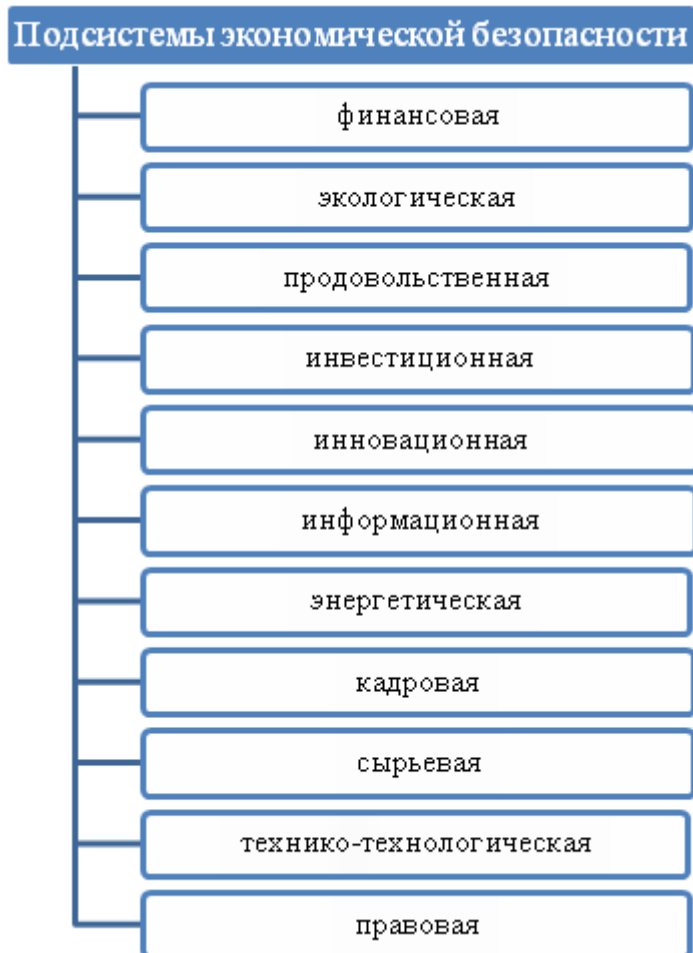 Подсистемы экономической безопасности
финансовая
экологическая
продовольственная
инвестиционная
инновационная
информационная
энергетическая
кадровая
сырьевая
технико-технологическая
правовая